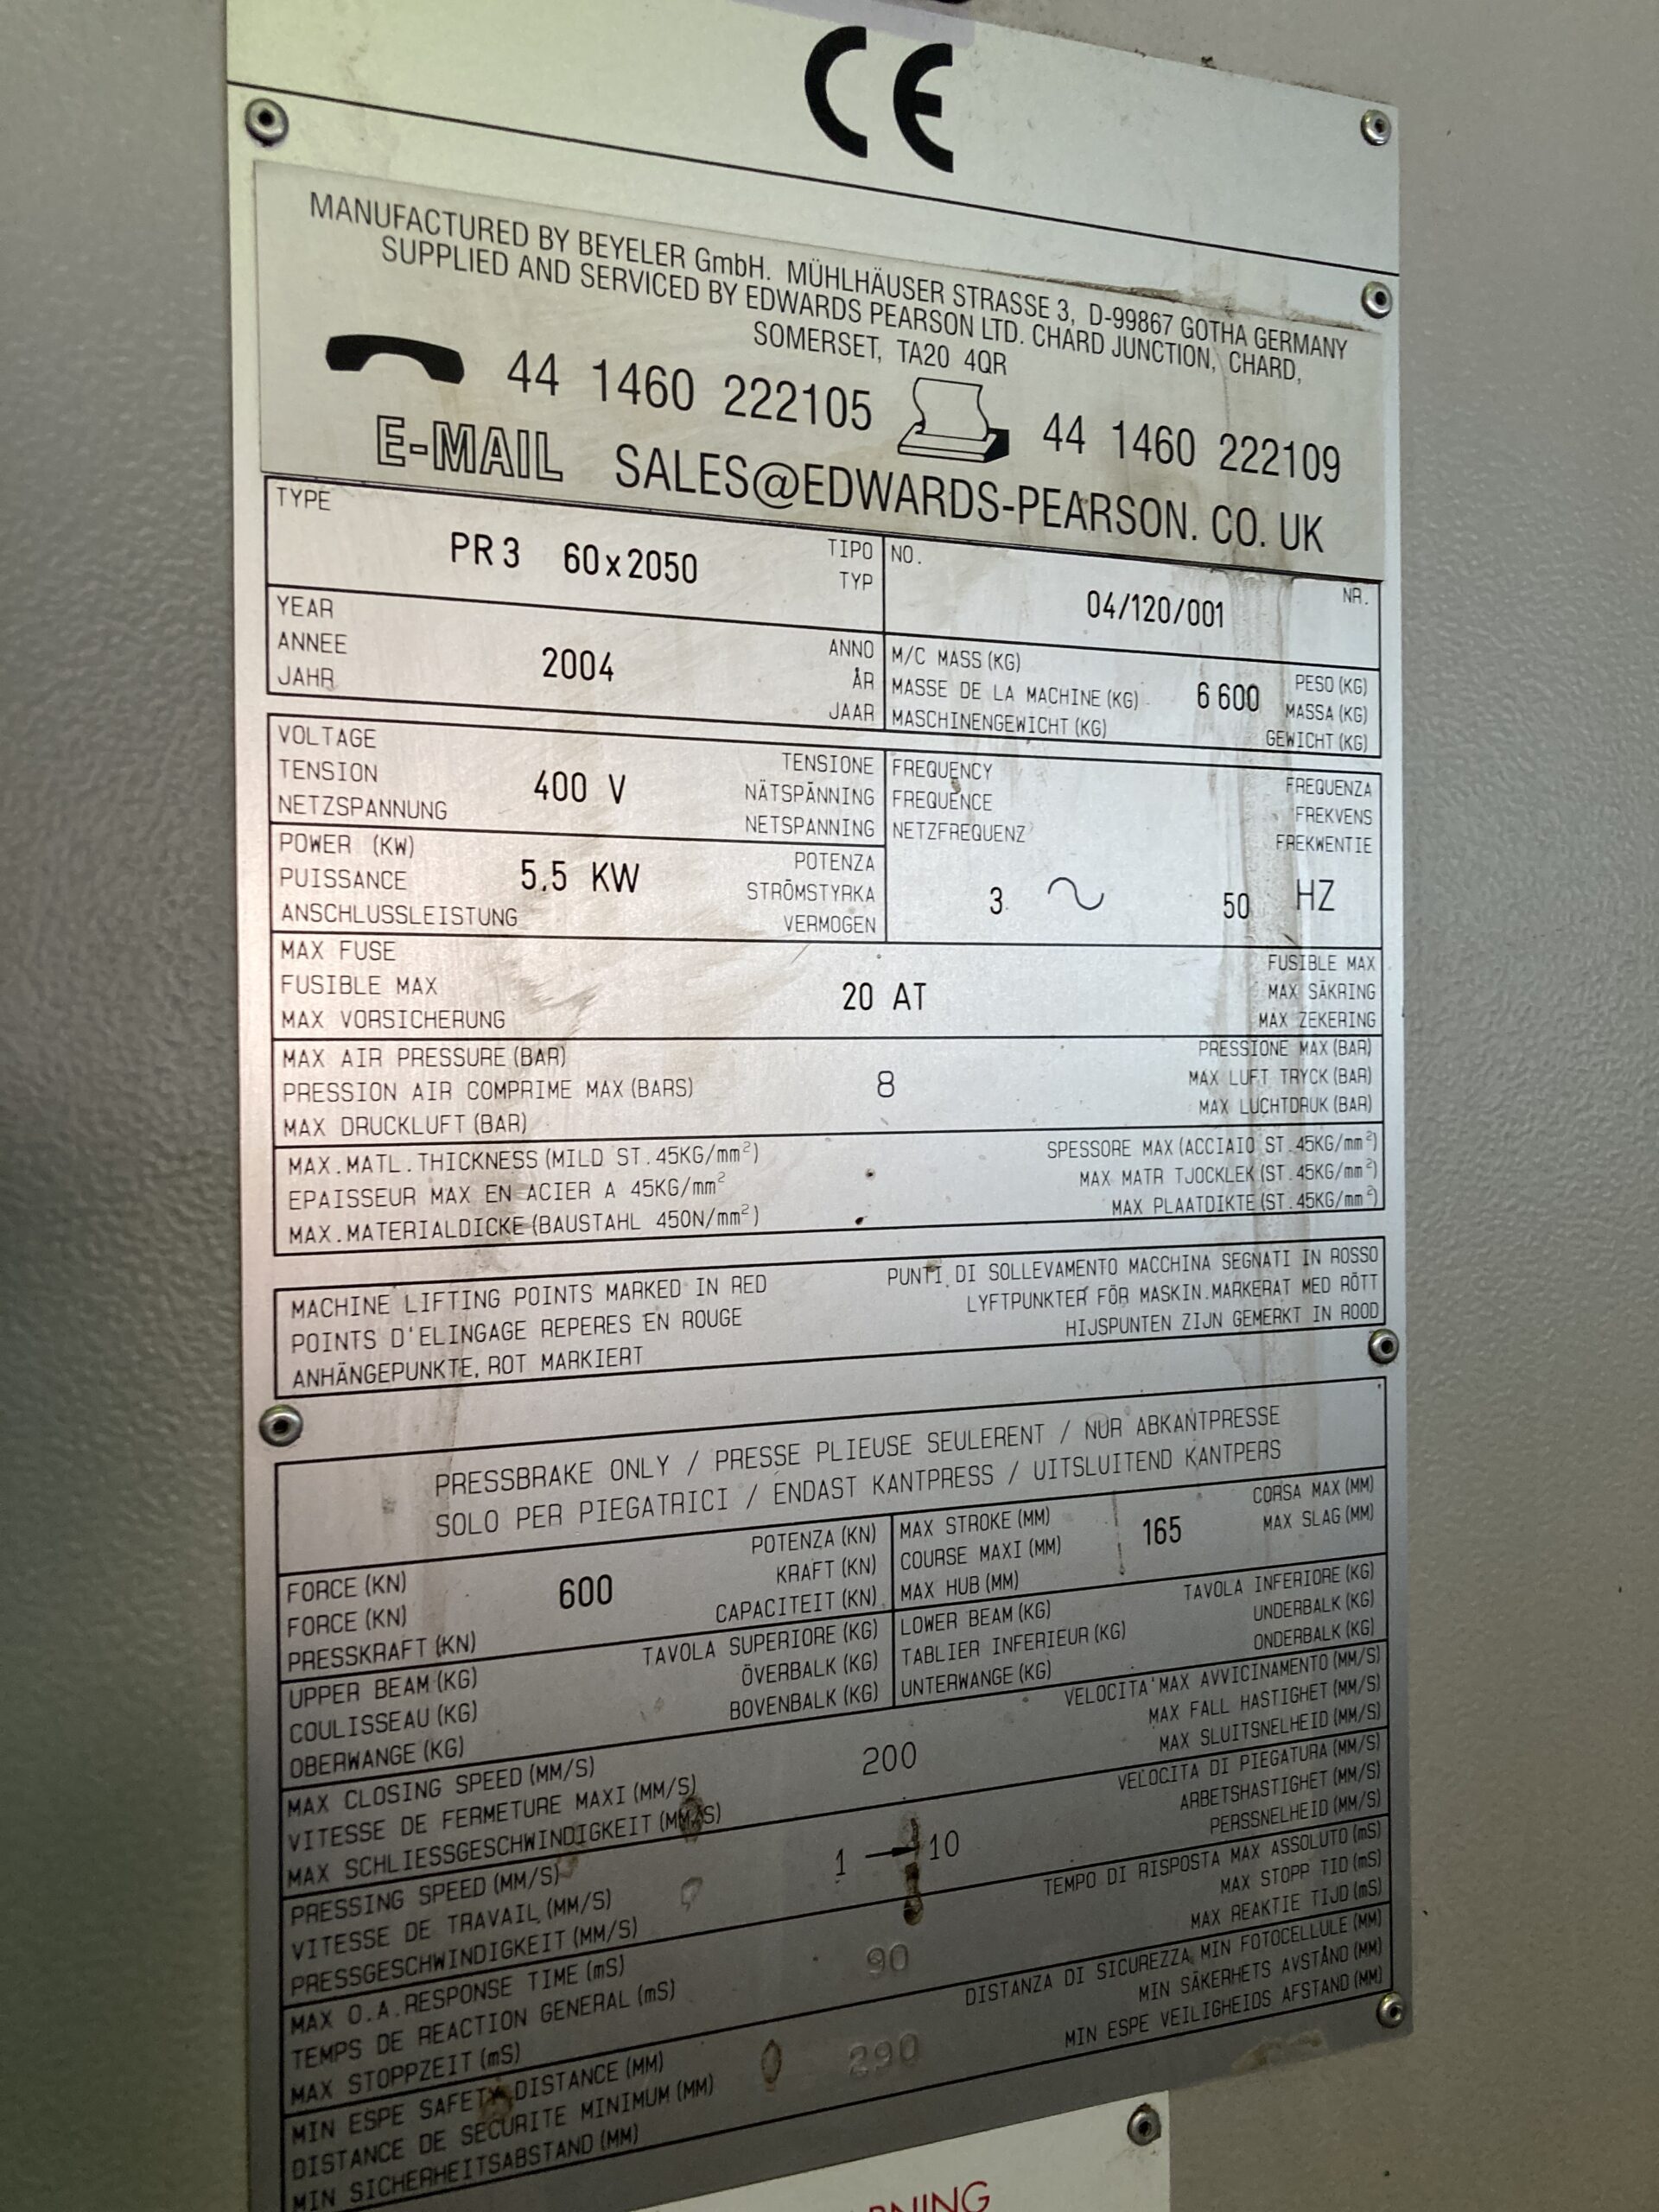 CE
MANUFACTURED BY BEYELER GmbH. MÜHLHÄUSER STRASSE 3, D-99867 GOTHA GERMANY
SUPPLIED AND SERVICED BY EDWARDS PEARSON LTD. CHARD JUNCTION, CHARD,
SOMERSET, TA20 4QR
44 1460 222105 44 1460 222109
E-MAIL SALES@EDWARDS-PEARSON.CO.UK
TYPE
PR3 60x2050
TIPO
TYP
NO.
04/120/001
NR.
YEAR
ANNEE
JAHR
2004
ANNO
ÅR
JAAR
M/C MASS (KG)
MASSE DE LA MACHINE (KG)
MASCHINENGEWICHT (KG)
6 600
PESO (KG)
MASSA (KG)
GEWICHT (KG)
VOLTAGE
TENSION
NETZSPANNUNG
400 V
TENSIONE
NÄTSPÄNNING
NETSPANNING
FREQUENCY
FREQUENCE
NETZFREQUENZ
FREQUENZA
FREKVENS
FREKWENTIE
3 ~ 50 HZ
POWER (KW)
PUISSANCE
ANSCHLUSSLEISTUNG
5,5 KW
POTENZA
STRÖMSTYRKA
VERMOGEN
MAX FUSE
FUSIBLE MAX
MAX VORSICHERUNG
20 AT
FUSIBLE MAX
MAX SÄKRING
MAX ZEKERING
MAX AIR PRESSURE (BAR)
PRESSION AIR COMPRIME MAX (BARS)
MAX DRUCKLUFT (BAR)
8
PRESSIONE MAX (BAR)
MAX LUFT TRYCK (BAR)
MAX LUCHTDRUK (BAR)
MAX.MATL.THICKNESS (MILD ST.45KG/mm²)
EPAISSEUR MAX EN ACIER A 45KG/mm²
MAX.MATERIALDICKE (BAUSTAHL 450N/mm²)
SPESSORE MAX (ACCIAIO ST.45KG/mm²)
MAX MATR TJOCKLEK (ST.45KG/mm²)
MAX PLAATDIKTE (ST.45KG/mm²)
MACHINE LIFTING POINTS MARKED IN RED
POINTS D'ELINGAGE REPERES EN ROUGE
ANHÄNGEPUNKTE, ROT MARKIERT
PUNTI DI SOLLEVAMENTO MACCHINA SEGNATI IN ROSSO
LYFTPUNKTER FÖR MASKIN.MARKERAT MED RÖTT
HIJSPUNTEN ZIJN GEMERKT IN ROOD
PRESSBRAKE ONLY / PRESSE PLIEUSE SEULERENT / NUR ABKANTPRESSE
SOLO PER PIEGATRICI / ENDAST KANTPRESS / UITSLUITEND KANTPERS
FORCE (KN)
FORCE (KN)
PRESSKRAFT (KN)
600
POTENZA (KN)
KRAFT (KN)
CAPACITEIT (KN)
MAX STROKE (MM)
COURSE MAXI (MM)
MAX HUB (MM)
165
CORSA MAX (MM)
MAX SLAG (MM)
UPPER BEAM (KG)
COULISSEAU (KG)
OBERWANGE (KG)
TAVOLA SUPERIORE (KG)
ÖVERBALK (KG)
BOVENBALK (KG)
LOWER BEAM (KG)
TABLIER INFERIEUR (KG)
UNTERWANGE (KG)
TAVOLA INFERIORE (KG)
UNDERBALK (KG)
ONDERBALK (KG)
MAX CLOSING SPEED (MM/S)
VITESSE DE FERMETURE MAXI (MM/S)
MAX SCHLIESSGESCHWINDIGKEIT (MM/S)
200
VELOCITA'MAX AVVICINAMENTO (MM/S)
MAX FALL HASTIGHET (MM/S)
MAX SLUITSNELHEID (MM/S)
PRESSING SPEED (MM/S)
VITESSE DE TRAVAIL (MM/S)
PRESSGESCHWINDIGKEIT (MM/S)
1 → 10
VELOCITA DI PIEGATURA (MM/S)
ARBETSHASTIGHET (MM/S)
PERSSNELHEID (MM/S)
MAX O.A.RESPONSE TIME (mS)
TEMPS DE REACTION GENERAL (mS)
MAX STOPPZEIT (mS)
90
TEMPO DI RISPOSTA MAX ASSOLUTO (mS)
MAX STOPP TID (mS)
MAX REAKTIE TIJD (mS)
MIN ESPE SAFETY DISTANCE (MM)
DISTANCE DE SECURITE MINIMUM (MM)
MIN SICHERHEITSABSTAND (MM)
290
DISTANZA DI SICUREZZA MIN FOTOCELLULE (MM)
MIN SÄKERHETS AVSTÅND (MM)
MIN ESPE VEILIGHEIDS AFSTAND (MM)